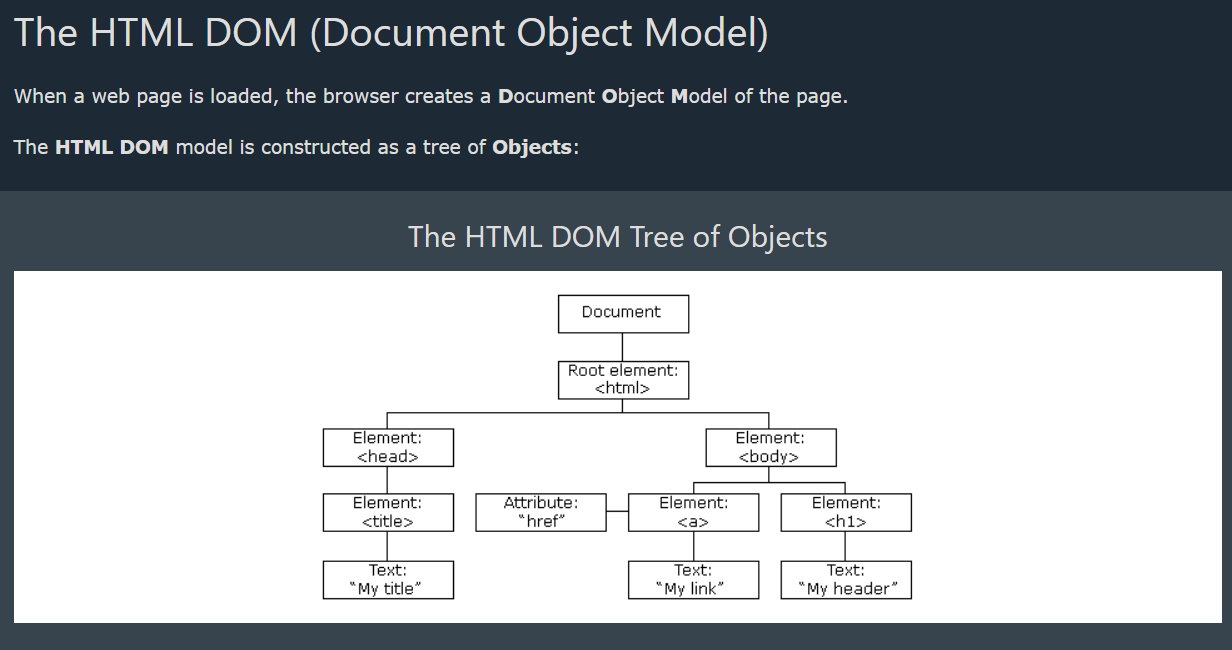 The HTML DOM (Document Object Model)
When a web page is loaded, the browser creates a Document Object Model of the page.
The HTML DOM model is constructed as a tree of Objects:
The HTML DOM Tree of Objects
Document
Root element:
<html>
Element:
<head>
Element:
<body>
Element:
<title>
Attribute:
"href"
Element:
<a>
Element:
<h1>
Text:
"My title"
Text:
"My link"
Text:
"My header"